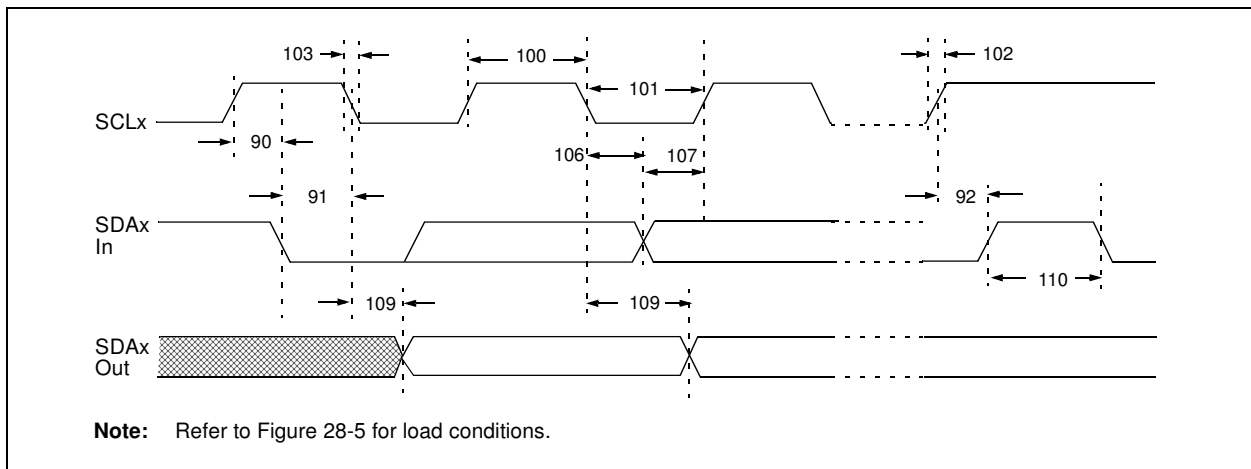 103
100
102
101
SCLx
90
106
107
91
92
SDAx
In
110
109
109
SDAx
Out
Note: Refer to Figure 28-5 for load conditions.